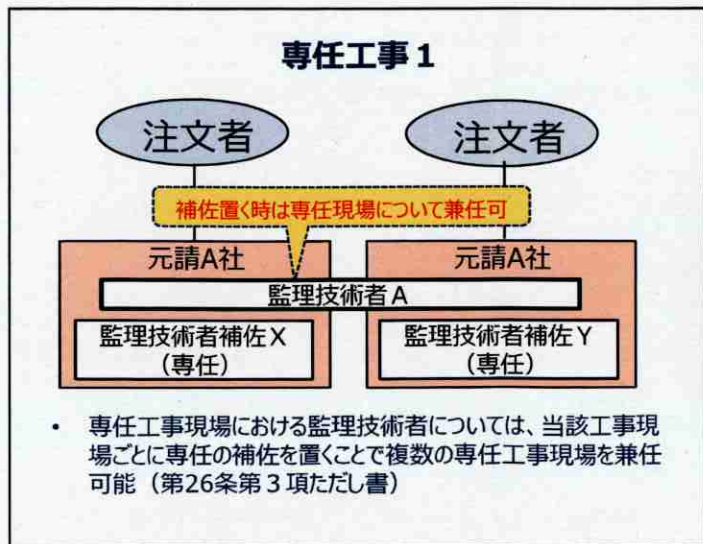 専任工事1
注文者 注文者
補佐置く時は専任現場について兼任可
元請A社 元請A社
監理技術者A
監理技術者補佐X 監理技術者補佐Y
(専任) (専任)
• 専任工事現場における監理技術者については、当該工事現
場ごとに専任の補佐を置くことで複数の専任工事現場を兼任
可能(第26条第3項ただし書)